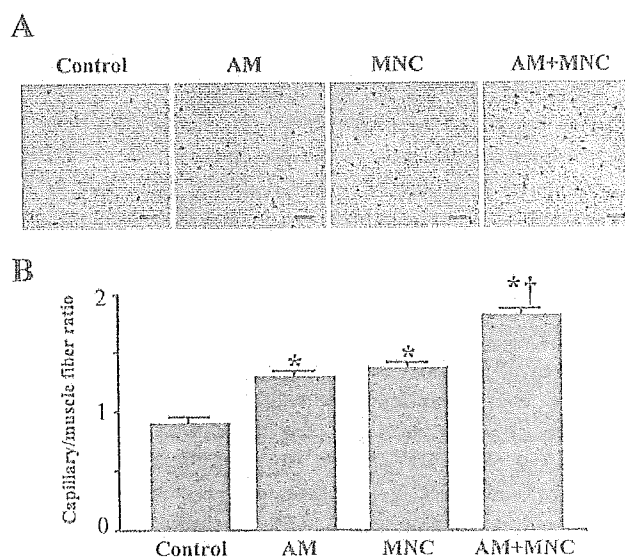 A
Control AM MNC AM+MNC
B
Capillary/muscle fiber ratio
2
*†
*
*
1
0
Control AM MNC AM+MNC